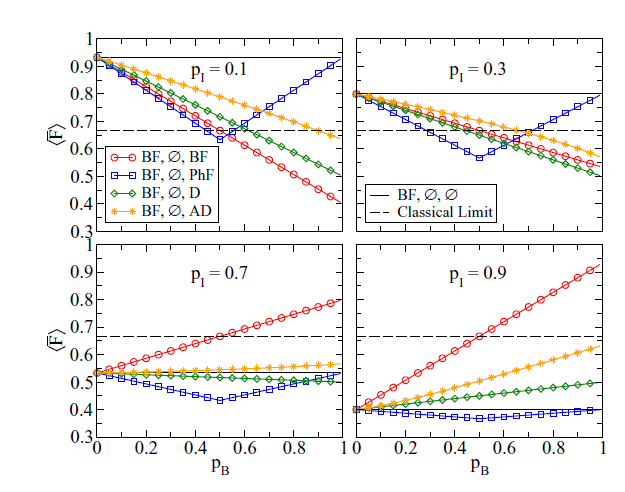 1
0.9
0.8
0.7
0.6
0.5
0.4
0.3
⟨F̅⟩
p_I = 0.1
BF, ∅, BF
BF, ∅, PhF
BF, ∅, D
BF, ∅, AD
p_I = 0.3
BF, ∅, ∅
Classical Limit
1
0.9
0.8
0.7
0.6
0.5
0.4
0.3
⟨F̅⟩
p_I = 0.7
0 0.2 0.4 0.6 0.8 1
p_B
p_I = 0.9
0 0.2 0.4 0.6 0.8 1
p_B